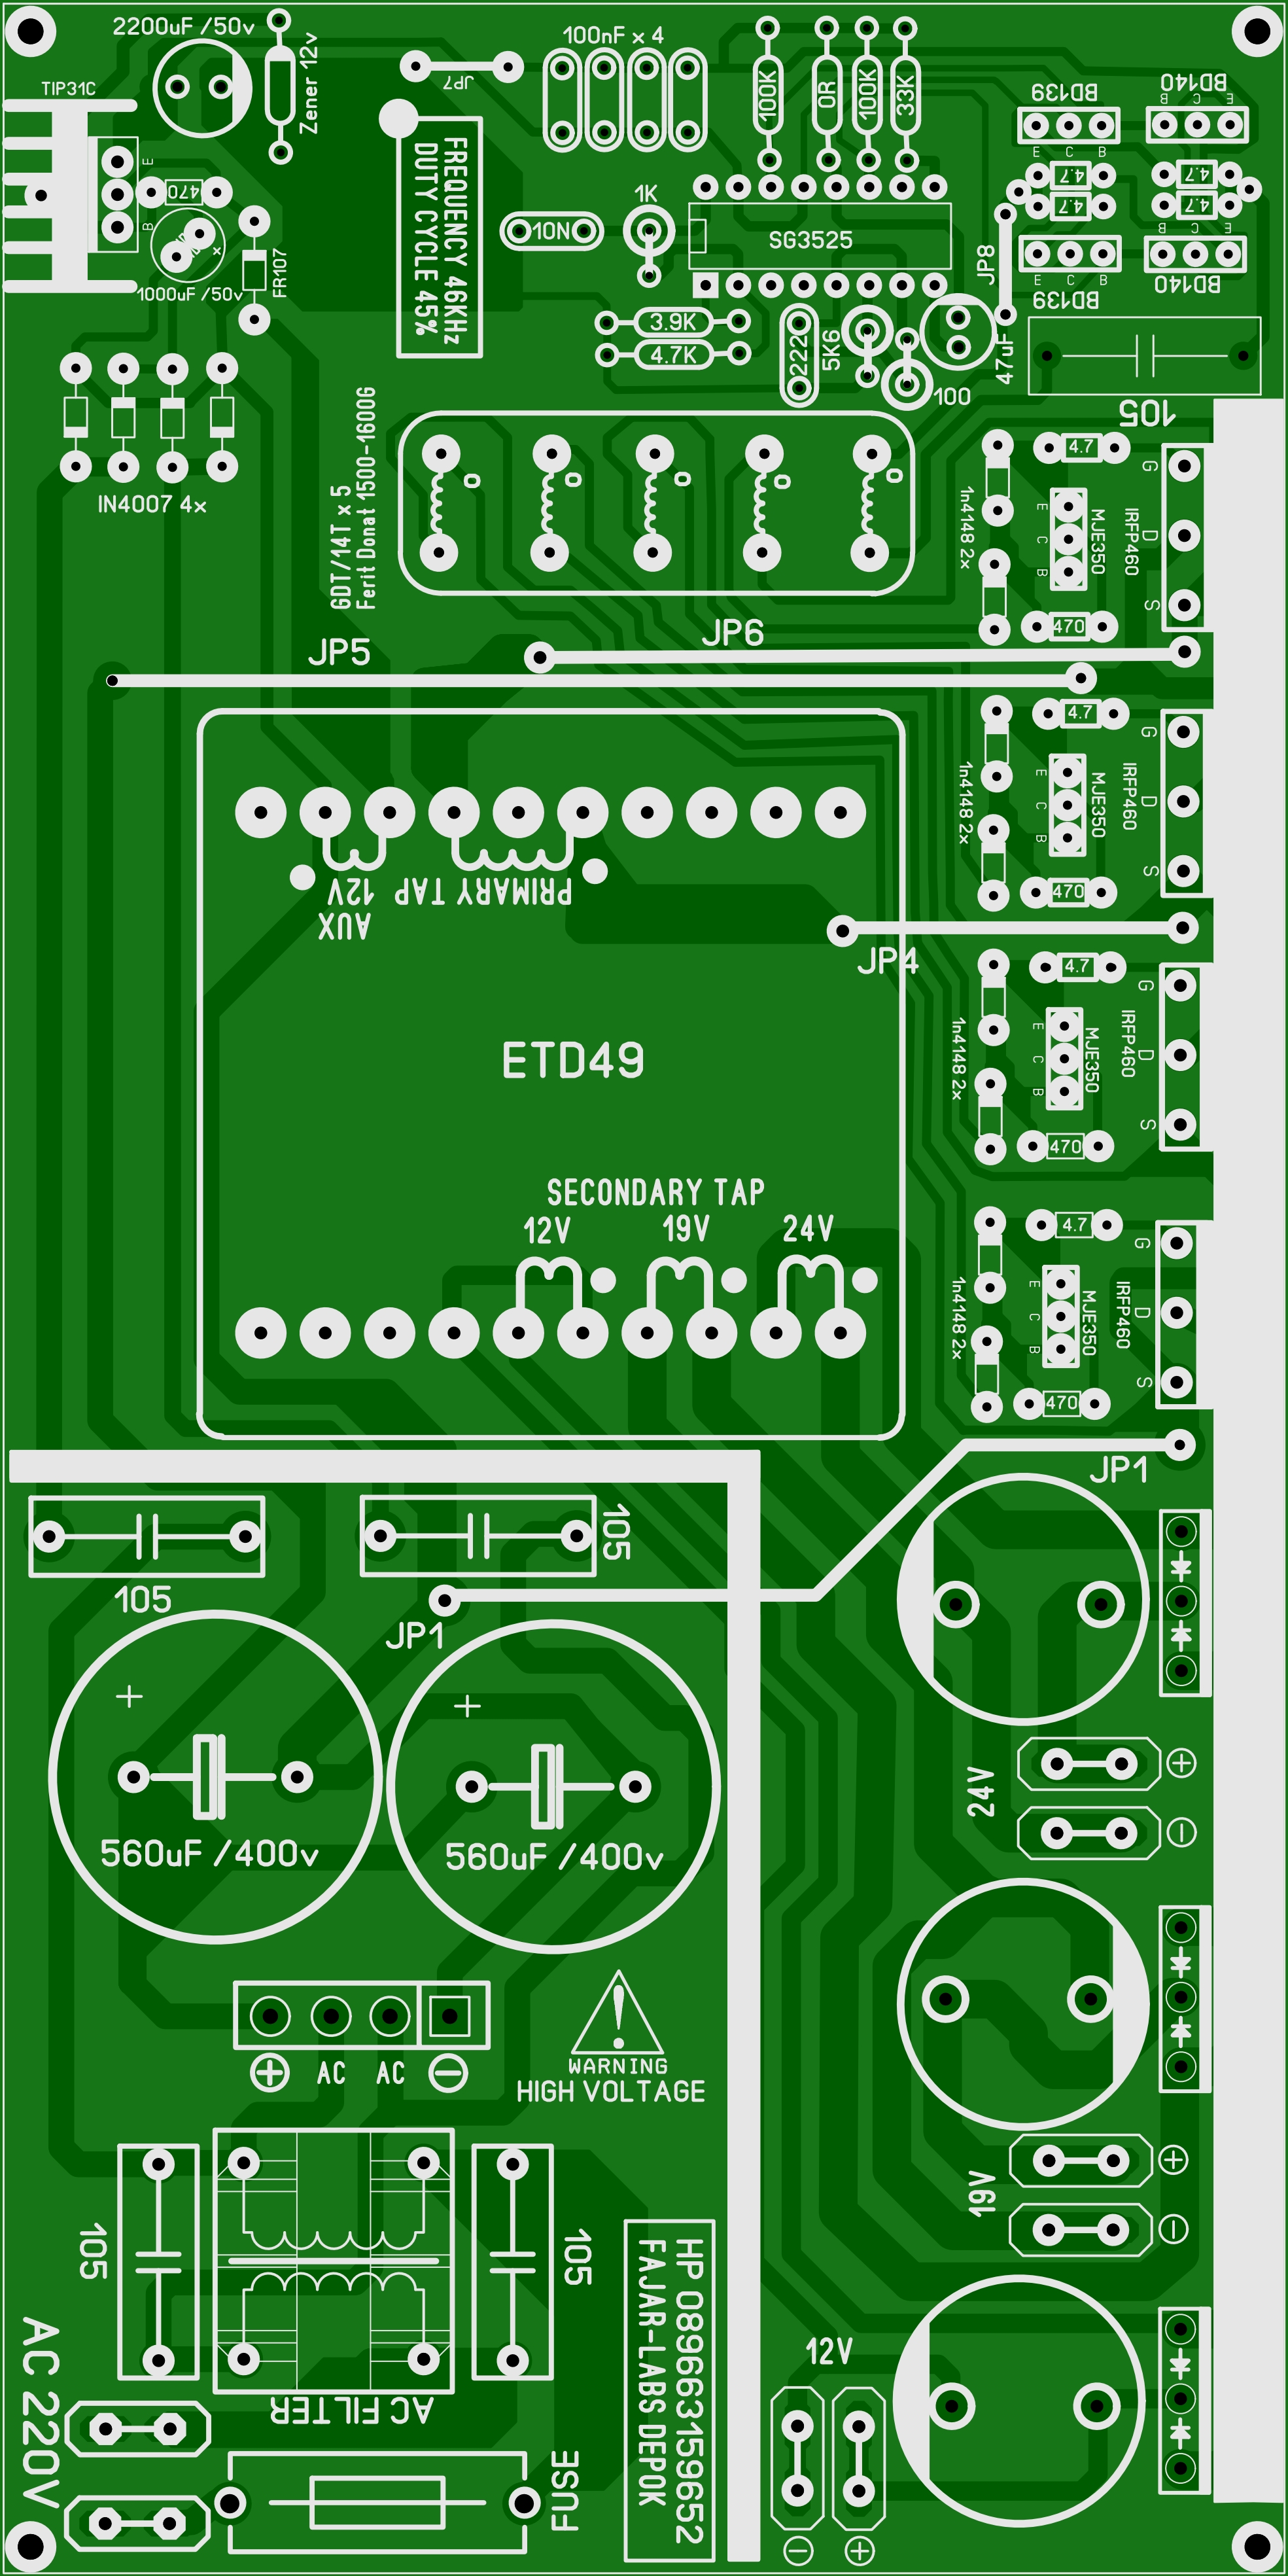 2200uF /50v
Zener 12v
TIP31C
E
B
470
x
1000uF /50v
FR107
IN4007 4x
JP7
100nF x 4
100K
0R
100K
33K
FREQUENCY 46KHz
DUTY CYCLE 45%
10N
1K
SG3525
3.9K
4.7K
222
5K6
100
47uF
JP8
BD139
BD140
B C E
E C B
4.7
4.7
4.7
4.7
B C E
E C B
BD139
BD140
105
GDT/14T x 5
Ferit Donat 1500-1600G
JP5
JP6
4.7
G
D
S
IRFP460
MJE350
E
C
B
1n4148 2x
470
4.7
G
D
S
IRFP460
MJE350
E
C
B
1n4148 2x
470
AUX
12V
PRIMARY TAP
JP4
ETD49
4.7
G
D
S
IRFP460
MJE350
E
C
B
1n4148 2x
470
SECONDARY TAP
12V 19V 24V
4.7
G
D
S
IRFP460
MJE350
E
C
B
1n4148 2x
470
JP1
105
105
JP1
+
+
560uF /400v
560uF /400v
24V
+
-
+ AC AC -
WARNING
HIGH VOLTAGE
19V
+
-
105
105
AC FILTER
AC 220V
FUSE
HP 089663159652
FAJAR-LABS DEPOK
12V
- +